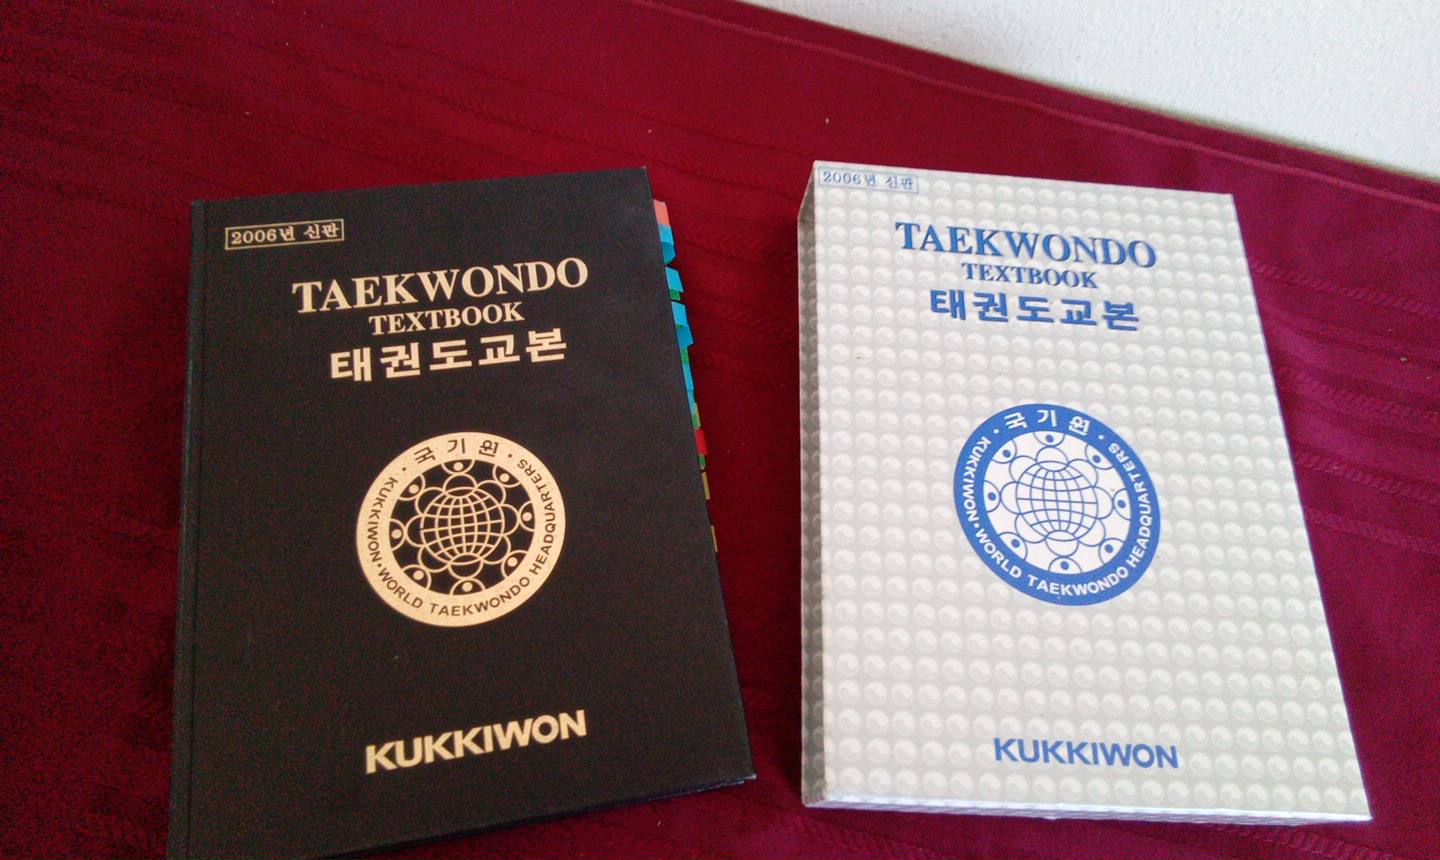 2006년 신판
TAEKWONDO
TEXTBOOK
태권도교본
· 국기원 ·
KUKKIWON · WORLD TAEKWONDO HEADQUARTERS
KUKKIWON
2006년 신판
TAEKWONDO
TEXTBOOK
태권도교본
· 국기원 ·
KUKKIWON · WORLD TAEKWONDO HEADQUARTERS
KUKKIWON